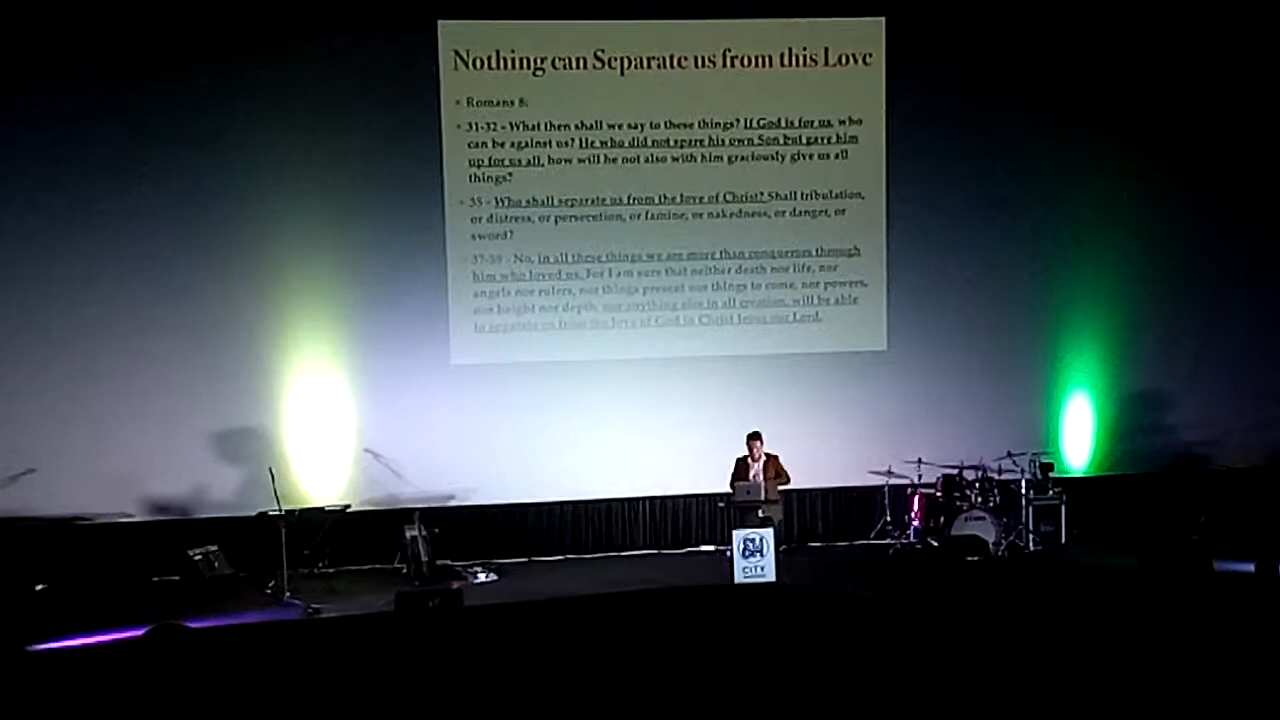 Nothing can Separate us from this Love
• Romans 8:
• 31-32 - What then shall we say to these things? If God is for us, who
can be against us? He who did not spare his own Son but gave him
up for us all, how will he not also with him graciously give us all
things?
• 35 - Who shall separate us from the love of Christ? Shall tribulation,
or distress, or persecution, or famine, or nakedness, or danger, or
sword?
37-39 - No, in all these things we are more than conquerors through
him who loved us. For I am sure that neither death nor life, nor
angels nor rulers, nor things present nor things to come, nor powers,
nor height nor depth, nor anything else in all creation, will be able
to separate us from the love of God in Christ Jesus our Lord.
SM
CITY